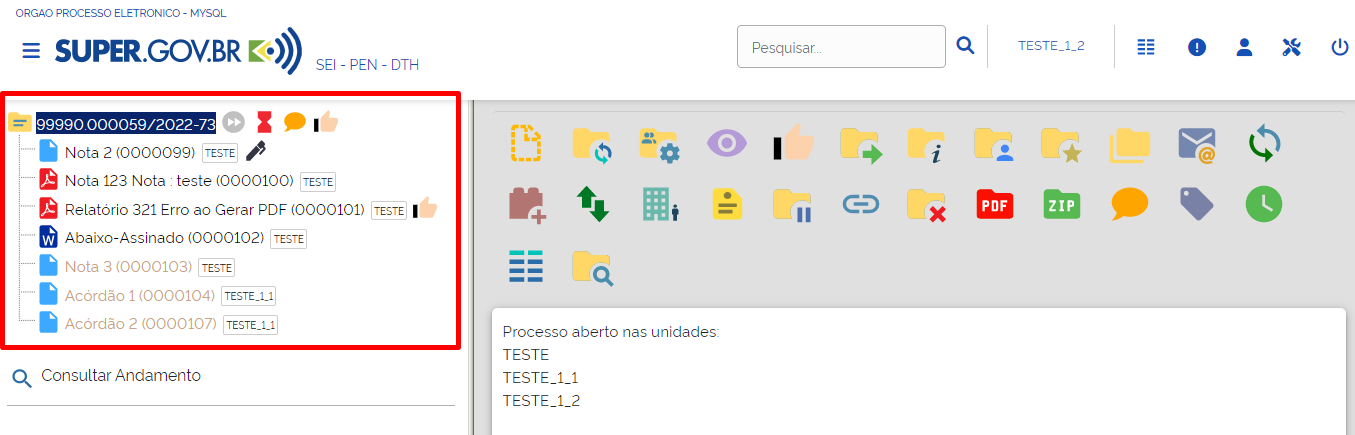 ORGAO PROCESSO ELETRONICO - MYSQL
SUPER.GOV.BR SEI - PEN - DTH
Pesquisar...
TESTE_1_2
99990.000059/2022-73
Nota 2 (0000099) TESTE
Nota 123 Nota : teste (0000100) TESTE
Relatório 321 Erro ao Gerar PDF (0000101) TESTE
Abaixo-Assinado (0000102) TESTE
Nota 3 (0000103) TESTE
Acórdão 1 (0000104) TESTE_1_1
Acórdão 2 (0000107) TESTE_1_1
Consultar Andamento
PDF
ZIP
Processo aberto nas unidades:
TESTE
TESTE_1_1
TESTE_1_2